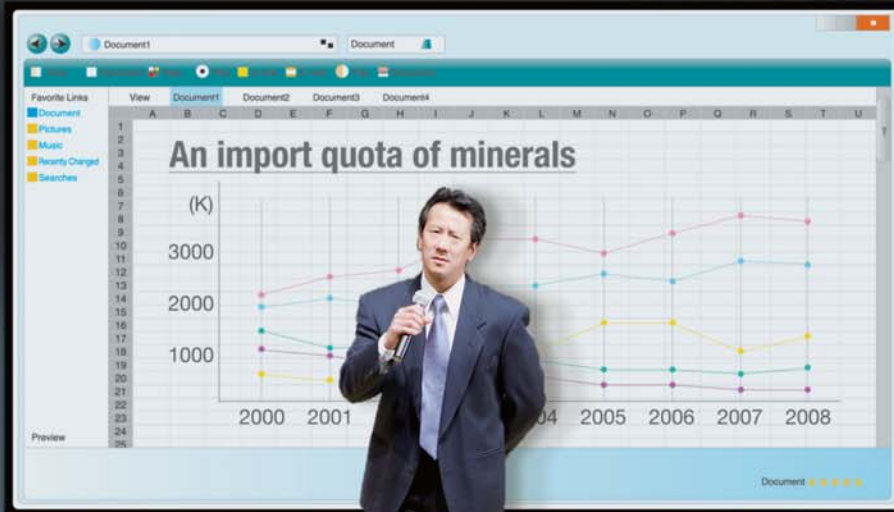 Document1
Document
Favorite Links
Document
Pictures
Music
Recently Changed
Searches
Preview
View
Document1
Document2
Document3
Document4
A B C D E F G H I J K L M N O P Q R S T U
1
2
3
4
5
6
7
8
9
10
11
12
13
14
15
16
17
18
19
20
21
22
23
24
25
An import quota of minerals
(K)
3000
2000
1000
2000 2001 04 2005 2006 2007 2008
Document